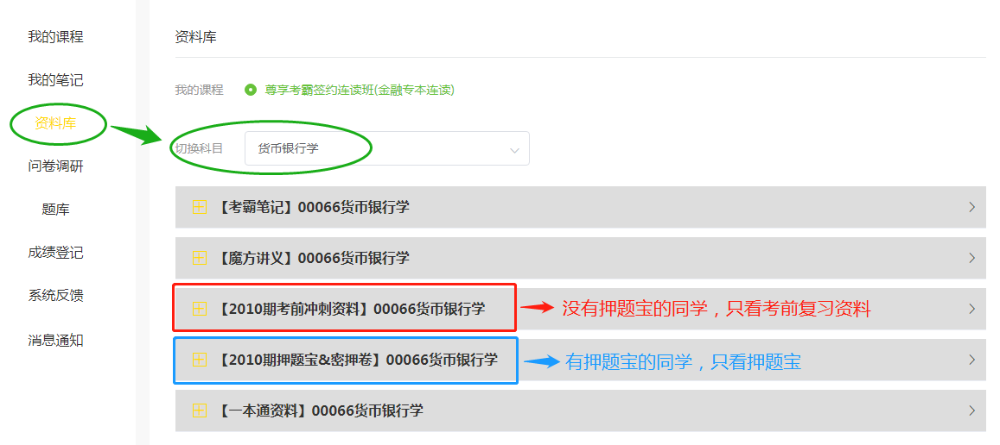 我的课程
我的笔记
资料库
问卷调研
题库
成绩登记
系统反馈
消息通知
资料库
我的课程 尊享考霸签约连读班(金融专本连读)
切换科目 货币银行学
【考霸笔记】00066货币银行学
【魔方讲义】00066货币银行学
【2010期考前冲刺资料】00066货币银行学 没有押题宝的同学，只看考前复习资料
【2010期押题宝&密押卷】00066货币银行学 有押题宝的同学，只看押题宝
【一本通资料】00066货币银行学